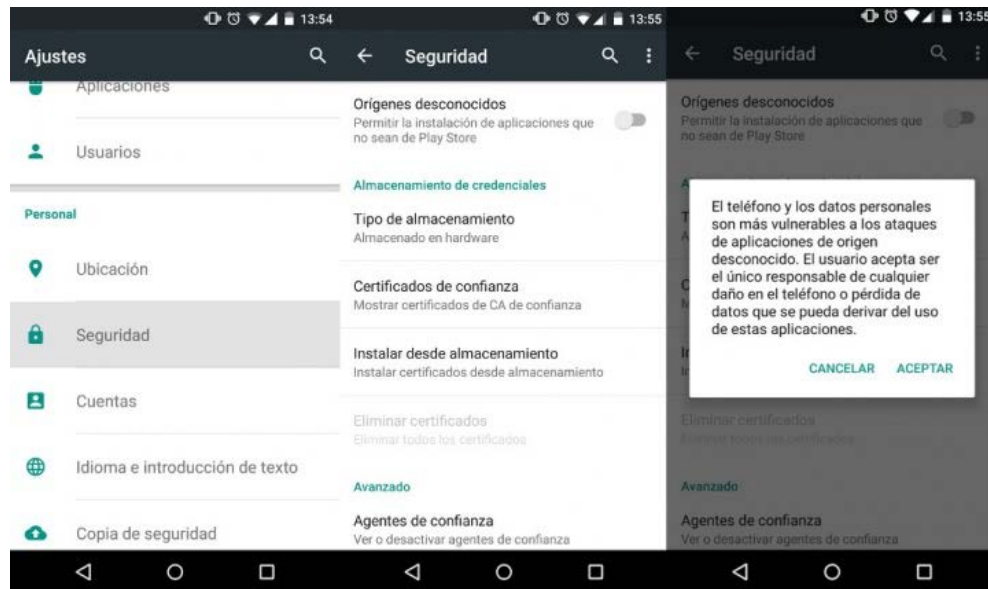 13:54
Ajustes
Aplicaciones
Usuarios
Personal
Ubicación
Seguridad
Cuentas
Idioma e introducción de texto
Copia de seguridad
13:55
Seguridad
Orígenes desconocidos
Permitir la instalación de aplicaciones que
no sean de Play Store
Almacenamiento de credenciales
Tipo de almacenamiento
Almacenado en hardware
Certificados de confianza
Mostrar certificados de CA de confianza
Instalar desde almacenamiento
Instalar certificados desde almacenamiento
Eliminar certificados
Eliminar todos los certificados
Avanzado
Agentes de confianza
Ver o desactivar agentes de confianza
13:55
Seguridad
Orígenes desconocidos
Permitir la instalación de aplicaciones que
no sean de Play Store
El teléfono y los datos personales
son más vulnerables a los ataques
de aplicaciones de origen
desconocido. El usuario acepta ser
el único responsable de cualquier
daño en el teléfono o pérdida de
datos que se pueda derivar del uso
de estas aplicaciones.
CANCELAR ACEPTAR
Eliminar certificados
Eliminar todos los certificados
Avanzado
Agentes de confianza
Ver o desactivar agentes de confianza